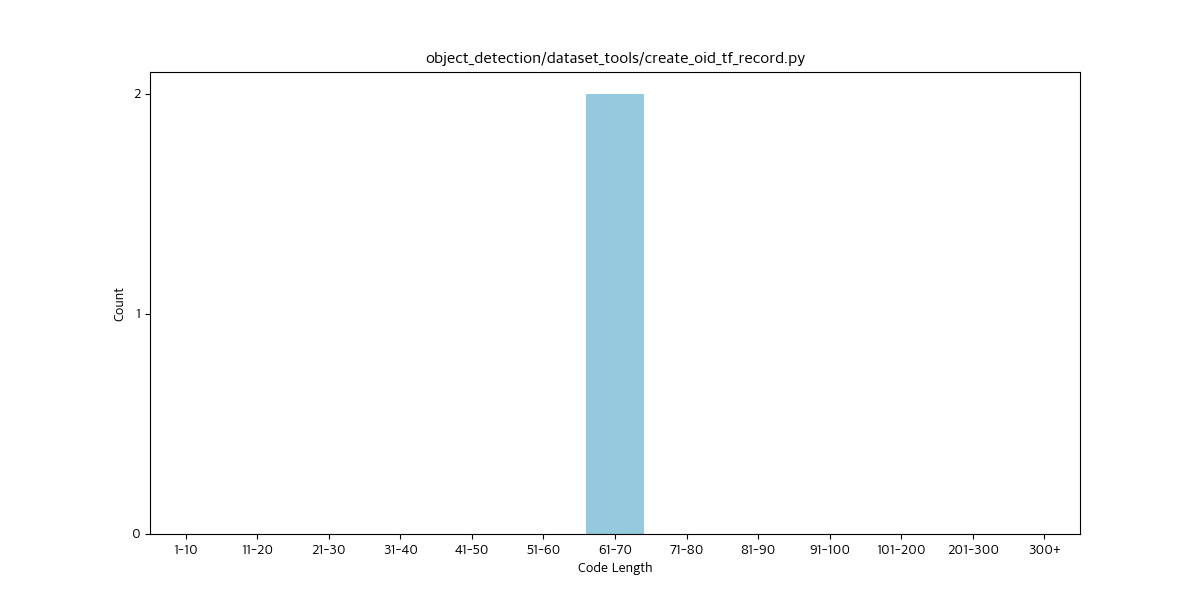 object_detection/dataset_tools/create_oid_tf_record.py
2
1
0
Count
1-10 11-20 21-30 31-40 41-50 51-60 61-70 71-80 81-90 91-100 101-200 201-300 300+
Code Length